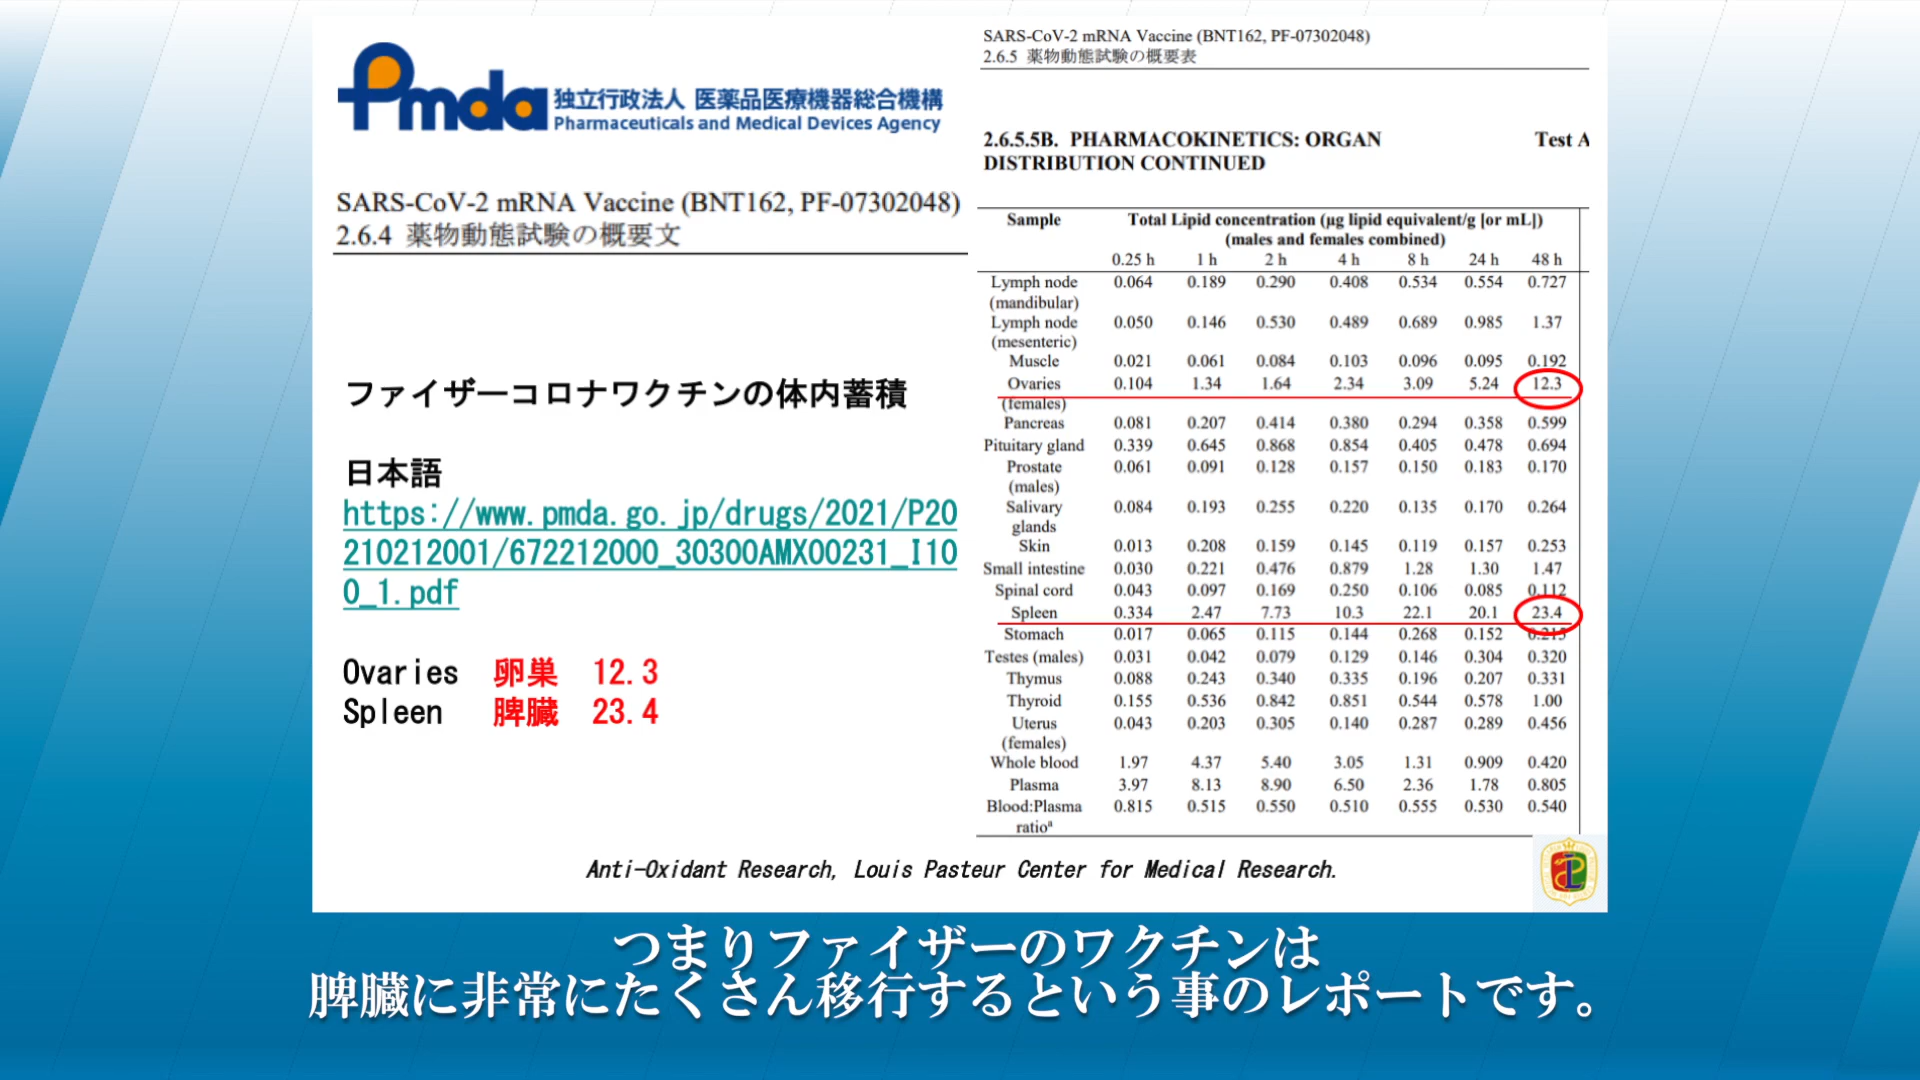 pmda 独立行政法人 医薬品医療機器総合機構
Pharmaceuticals and Medical Devices Agency
SARS-CoV-2 mRNA Vaccine (BNT162, PF-07302048)
2.6.4 薬物動態試験の概要文
ファイザーコロナワクチンの体内蓄積
日本語
https://www.pmda.go.jp/drugs/2021/P20
210212001/672212000_30300AMX00231_I10
0_1.pdf
Ovaries 卵巣 12.3
Spleen 脾臓 23.4
SARS-CoV-2 mRNA Vaccine (BNT162, PF-07302048)
2.6.5 薬物動態試験の概要表
2.6.5.5B. PHARMACOKINETICS: ORGAN Test A
DISTRIBUTION CONTINUED
Sample Total Lipid concentration (µg lipid equivalent/g [or mL])
(males and females combined)
0.25 h 1 h 2 h 4 h 8 h 24 h 48 h
Lymph node 0.064 0.189 0.290 0.408 0.534 0.554 0.727
(mandibular)
Lymph node 0.050 0.146 0.530 0.489 0.689 0.985 1.37
(mesenteric)
Muscle 0.021 0.061 0.084 0.103 0.096 0.095 0.192
Ovaries 0.104 1.34 1.64 2.34 3.09 5.24 12.3
(females)
Pancreas 0.081 0.207 0.414 0.380 0.294 0.358 0.599
Pituitary gland 0.339 0.645 0.868 0.854 0.405 0.478 0.694
Prostate 0.061 0.091 0.128 0.157 0.150 0.183 0.170
(males)
Salivary 0.084 0.193 0.255 0.220 0.135 0.170 0.264
glands
Skin 0.013 0.208 0.159 0.145 0.119 0.157 0.253
Small intestine 0.030 0.221 0.476 0.879 1.28 1.30 1.47
Spinal cord 0.043 0.097 0.169 0.250 0.106 0.085 0.112
Spleen 0.334 2.47 7.73 10.3 22.1 20.1 23.4
Stomach 0.017 0.065 0.115 0.144 0.268 0.152 0.215
Testes (males) 0.031 0.042 0.079 0.129 0.146 0.304 0.320
Thymus 0.088 0.243 0.340 0.335 0.196 0.207 0.331
Thyroid 0.155 0.536 0.842 0.851 0.544 0.578 1.00
Uterus 0.043 0.203 0.305 0.140 0.287 0.289 0.456
(females)
Whole blood 1.97 4.37 5.40 3.05 1.31 0.909 0.420
Plasma 3.97 8.13 8.90 6.50 2.36 1.78 0.805
Blood:Plasma 0.815 0.515 0.550 0.510 0.555 0.530 0.540
ratioª
Anti-Oxidant Research, Louis Pasteur Center for Medical Research.
つまりファイザーのワクチンは
脾臓に非常にたくさん移行するという事のレポートです。